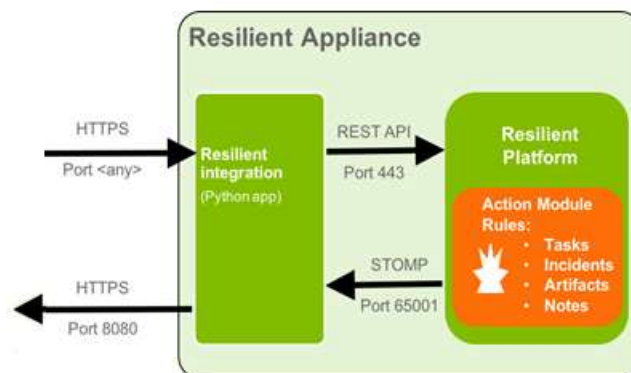 Resilient Appliance
HTTPS
Port <any>
Resilient
integration
(Python app)
REST API
Port 443
Resilient
Platform
Action Module
Rules:
• Tasks
• Incidents
• Artifacts
• Notes
STOMP
Port 65001
HTTPS
Port 8080